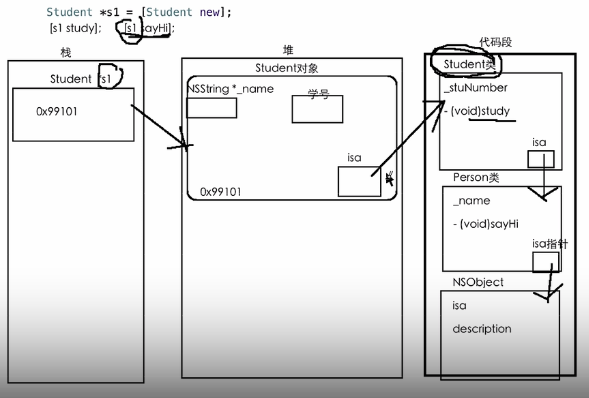 Student *s1 = [Student new];
[s1 study]; [s1 sayHi];
栈
堆
代码段
Student s1
0x99101
Student对象
NSString *_name
学号
isa
0x99101
Student类
_stuNumber
- (void)study
isa
Person类
_name
- (void)sayHi
isa指针
NSObject
isa
description